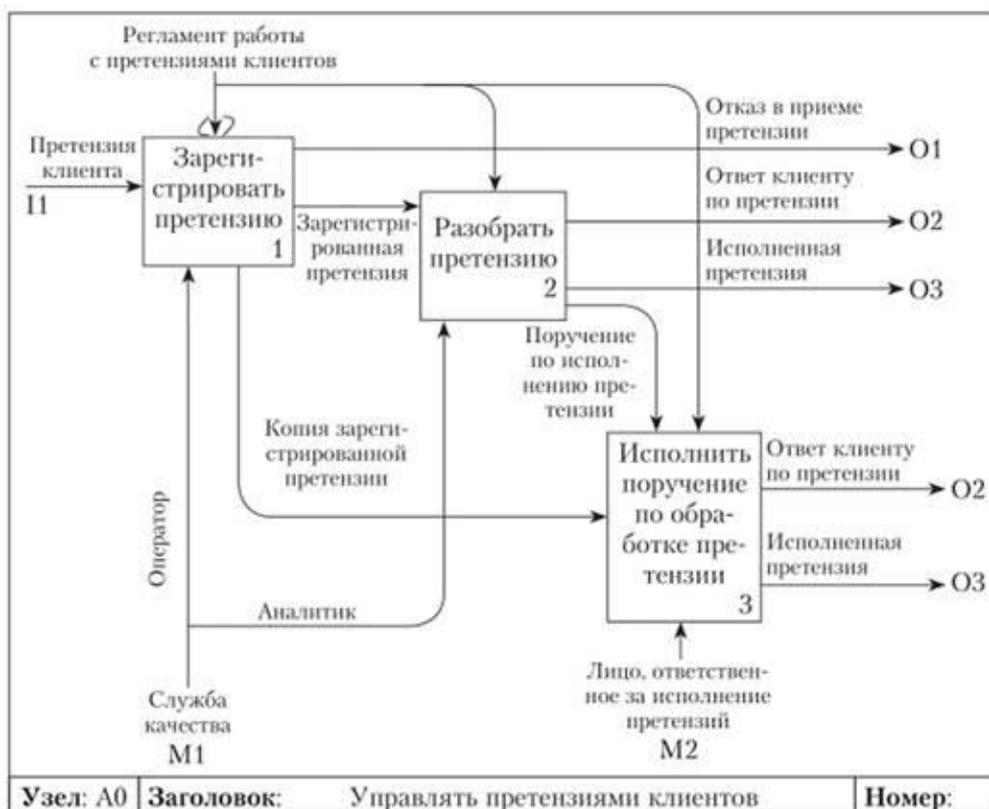 Регламент работы
с претензиями клиентов
Претензия
клиента
I1
Зареги-
стрировать
претензию
1
Отказ в приеме
претензии
O1
Зарегистри-
рованная
претензия
Разобрать
претензию
2
Ответ клиенту
по претензии
O2
Исполненная
претензия
O3
Поручение
по испол-
нению пре-
тензии
Копия зареги-
стрированной
претензии
Исполнить
поручение
по обра-
ботке пре-
тензии
3
Ответ клиенту
по претензии
O2
Исполненная
претензия
O3
Оператор
Аналитик
Служба
качества
M1
Лицо, ответствен-
ное за исполнение
претензий
M2
Узел: A0 Заголовок: Управлять претензиями клиентов Номер: